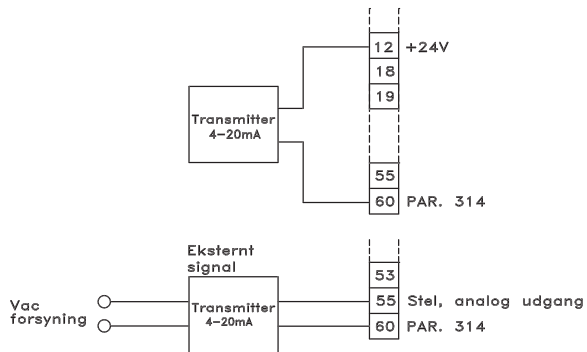 12 +24V
18
19
Transmitter
4-20mA
55
60 PAR. 314
Eksternt
signal
53
Vac
forsyning
Transmitter
4-20mA
55 Stel, analog udgang
60 PAR. 314